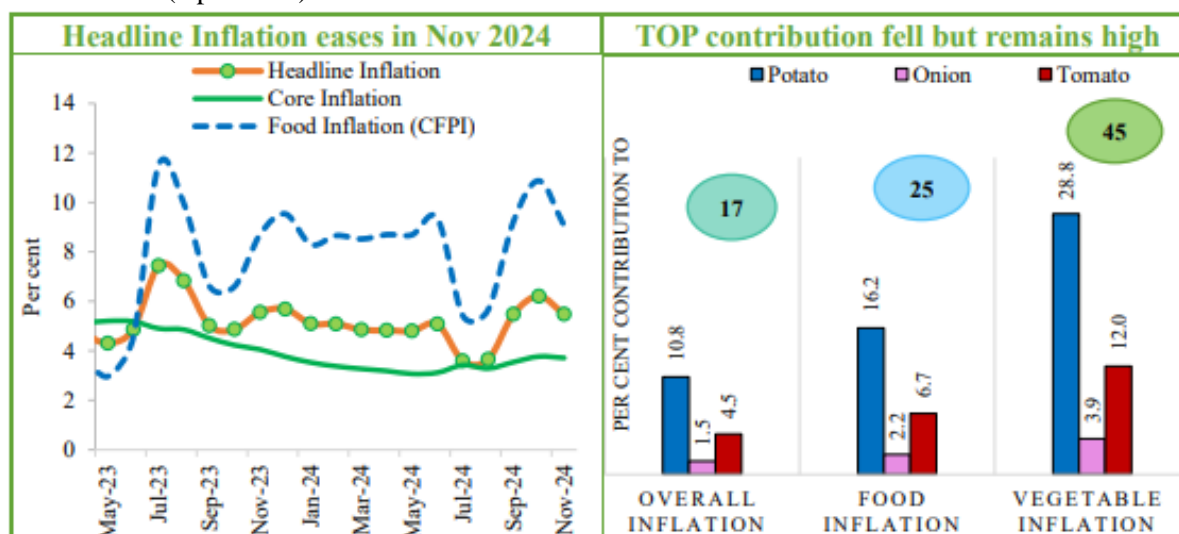 Headline Inflation eases in Nov 2024
Headline Inflation
Core Inflation
Food Inflation (CFPI)
14
12
10
8
6
4
2
0
Per cent
May-23
Jul-23
Sep-23
Nov-23
Jan-24
Mar-24
May-24
Jul-24
Sep-24
Nov-24
TOP contribution fell but remains high
Potato Onion Tomato
PER CENT CONTRIBUTION TO
17
25
45
10.8
1.5
4.5
16.2
2.2
6.7
28.8
3.9
12.0
OVERALL
INFLATION
FOOD
INFLATION
VEGETABLE
INFLATION